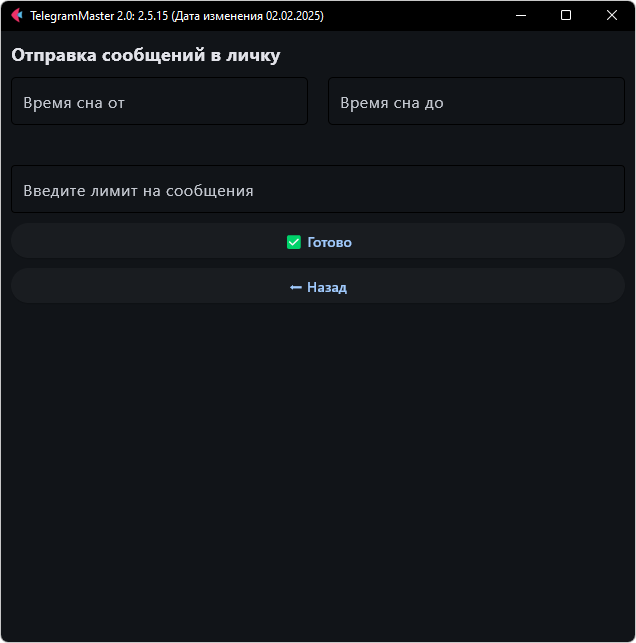 TelegramMaster 2.0: 2.5.15 (Дата изменения 02.02.2025)
Отправка сообщений в личку
Время сна от
Время сна до
Введите лимит на сообщения
✅ Готово
⬅ Назад